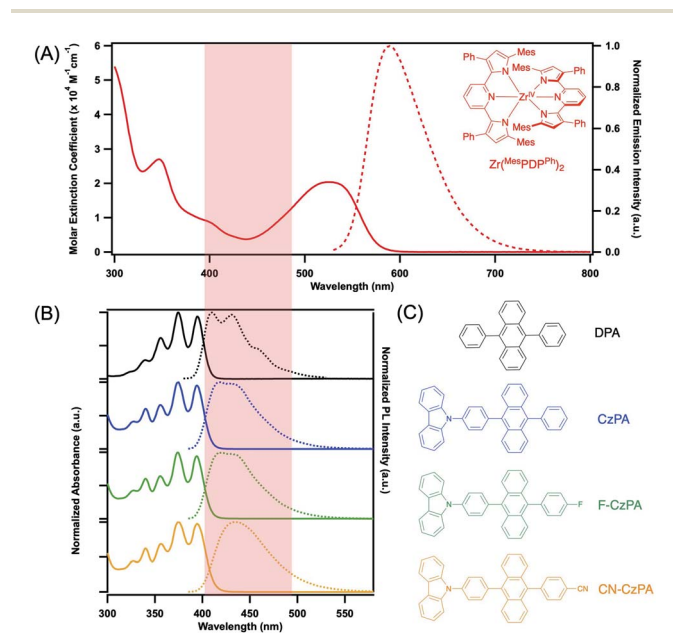 (A)
Molar Extinction Coefficient (x 10⁴ M⁻¹ cm⁻¹)
6
5
4
3
2
1
0
300
400
500
600
700
800
Wavelength (nm)
1.0
0.8
0.6
0.4
0.2
0.0
Normalized Emission Intensity (a.u.)
Mes
Ph
N
Mes
Ph
N
Zr^IV
N
Ph
N
Mes
Ph
Mes
Zr(^MesPDP^Ph)₂
(B)
Normalized Absorbance (a.u.)
Normalized PL Intensity (a.u.)
300
350
400
450
500
550
Wavelength (nm)
(C)
DPA
N
CzPA
N
F
F-CzPA
N
CN
CN-CzPA